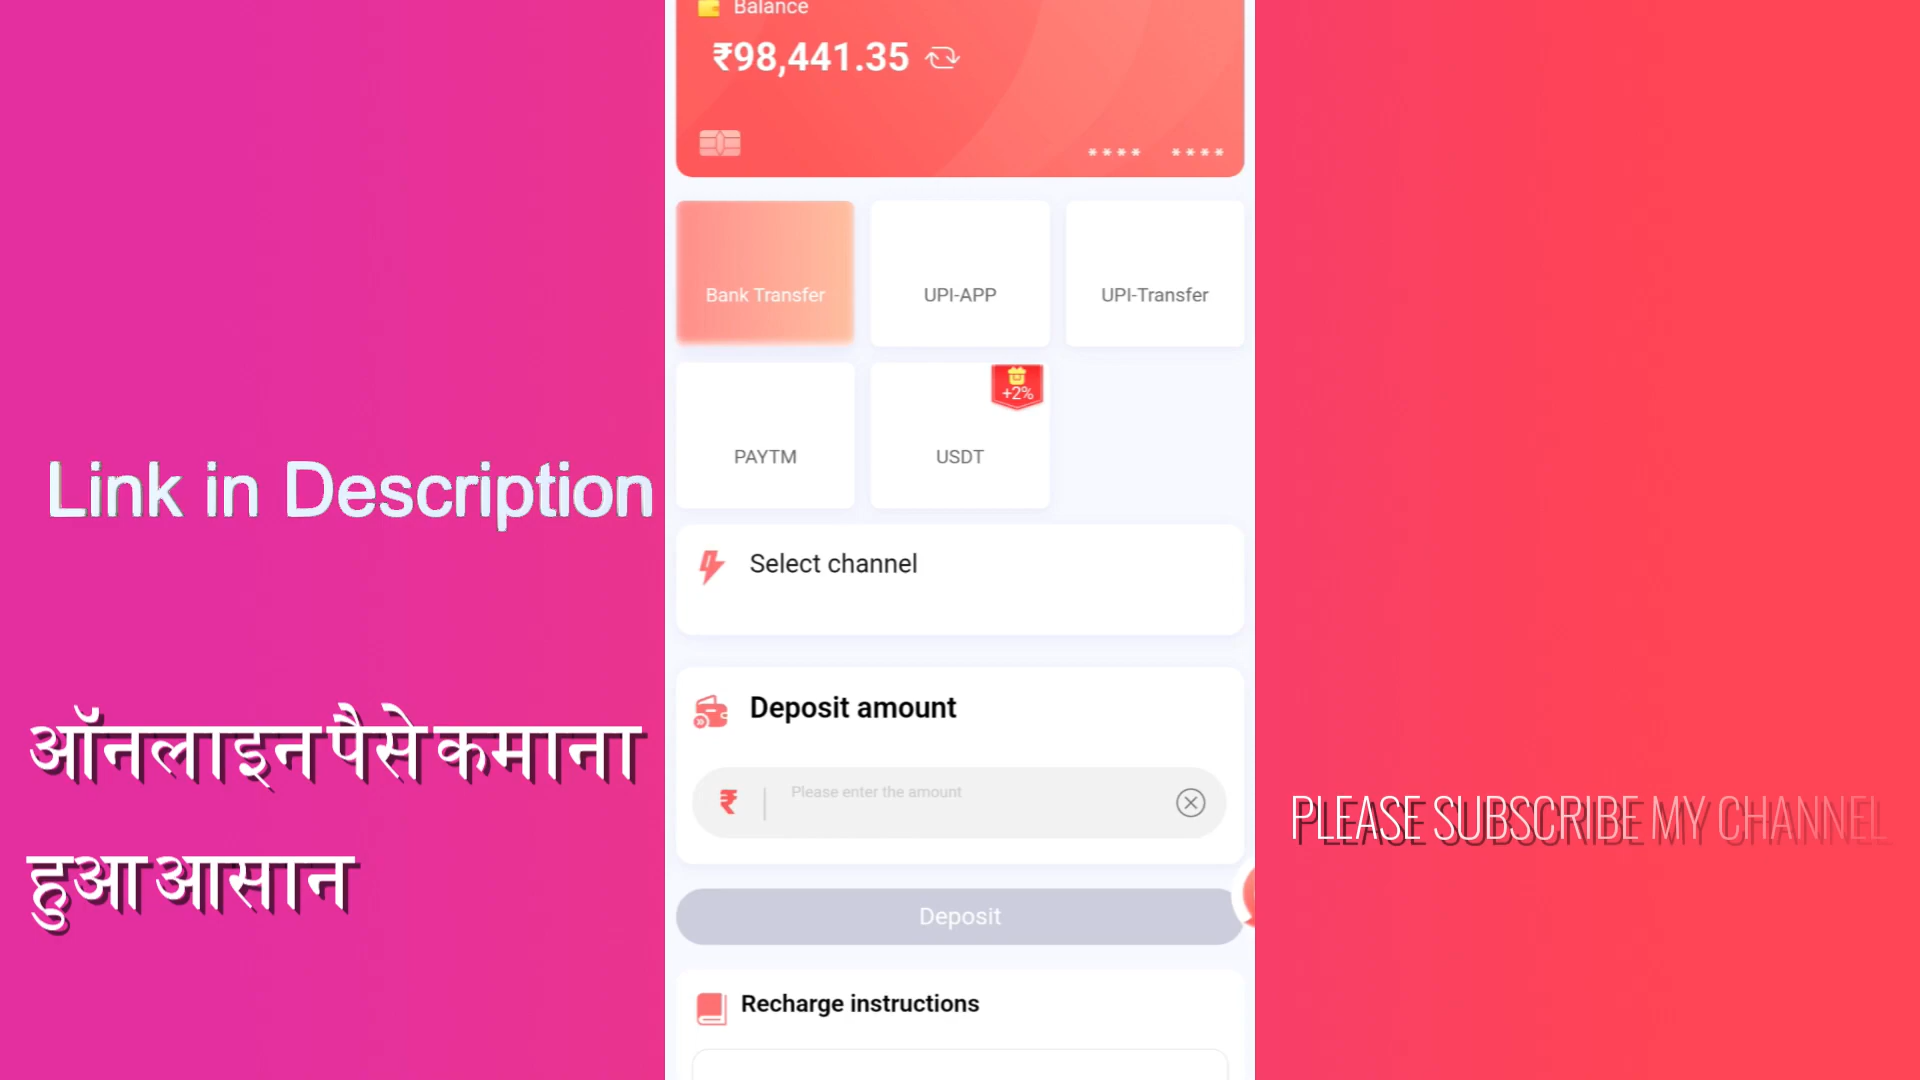 Balance
₹98,441.35
**** ****
Bank Transfer
UPI-APP
UPI-Transfer
+2%
PAYTM
USDT
Select channel
Deposit amount
₹
Please enter the amount
Deposit
Recharge instructions
Link in Description
ऑनलाइन पैसे कमाना
हुआ आसान
PLEASE SUBSCRIBE MY CHANNEL